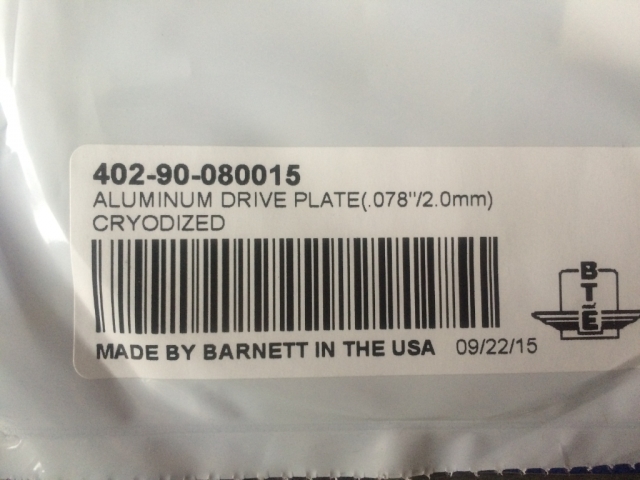 402-90-080015
ALUMINUM DRIVE PLATE(.078"/2.0mm)
CRYODIZED
MADE BY BARNETT IN THE USA 09/22/15
B
T&E